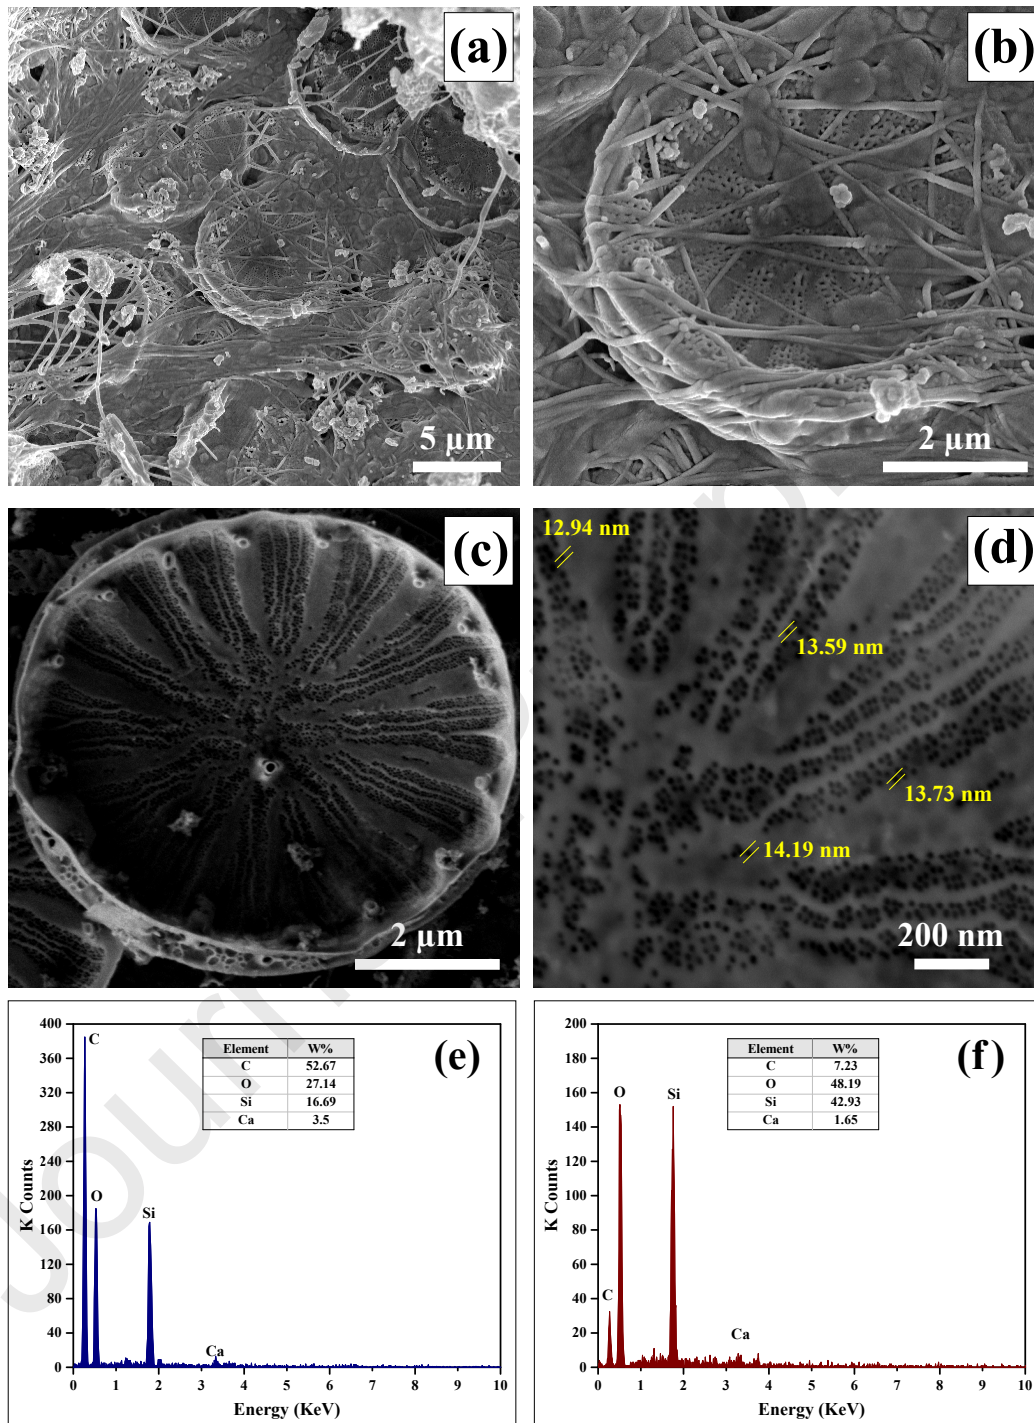 (a)
5 µm
(b)
2 µm
(c)
2 µm
12.94 nm
(d)
13.59 nm
13.73 nm
14.19 nm
200 nm
(e)
400
360
320
280
240
200
160
120
80
40
0
K Counts
C
O
Si
Ca
Element W%
C 52.67
O 27.14
Si 16.69
Ca 3.5
0 1 2 3 4 5 6 7 8 9 10
Energy (KeV)
(f)
200
180
160
140
120
100
80
60
40
20
0
K Counts
C
O
Si
Ca
Element W%
C 7.23
O 48.19
Si 42.93
Ca 1.65
0 1 2 3 4 5 6 7 8 9 10
Energy (KeV)